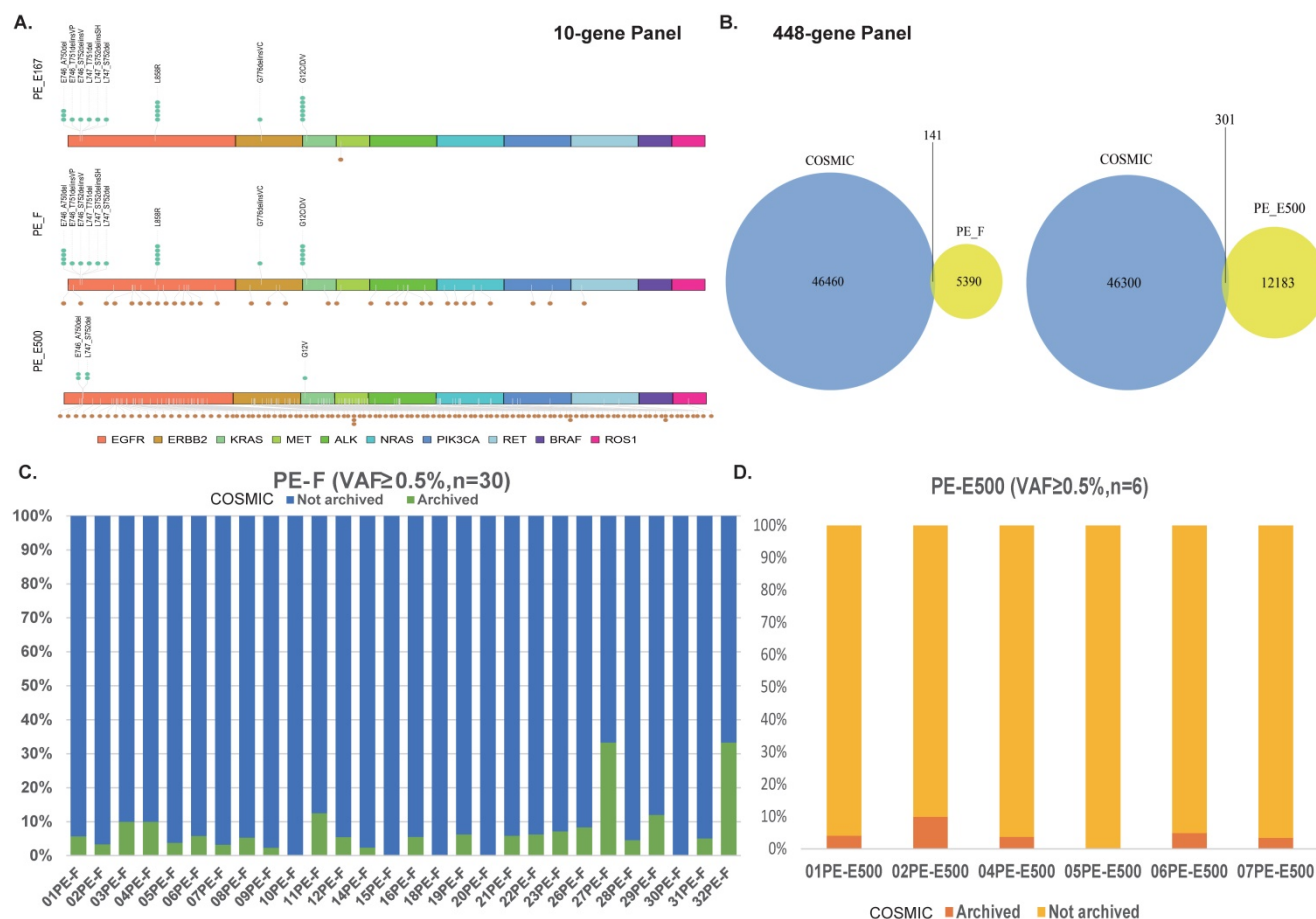 A.
10-gene Panel
PE_E167
E746_A750del
E746_T751delinsVP
E746_S752delinsV
L747_T751del
L747_S752delinsSH
L747_S752del
L858R
G776delinsVC
G12C/D/V
PE_F
E746_A750del
E746_T751delinsVP
E746_S752delinsV
L747_T751del
L747_S752delinsSH
L747_S752del
L858R
G776delinsVC
G12C/D/V
PE_E500
E746_A750del
L747_S752del
G12V
EGFR ERBB2 KRAS MET ALK NRAS PIK3CA RET BRAF ROS1
B.
448-gene Panel
141
COSMIC
PE_F
46460
5390
301
COSMIC
PE_E500
46300
12183
C.
PE-F (VAF≥0.5%,n=30)
COSMIC Not archived Archived
100%
90%
80%
70%
60%
50%
40%
30%
20%
10%
0%
01PE-F
02PE-F
03PE-F
04PE-F
05PE-F
06PE-F
07PE-F
08PE-F
09PE-F
10PE-F
11PE-F
12PE-F
14PE-F
15PE-F
16PE-F
18PE-F
19PE-F
20PE-F
21PE-F
22PE-F
23PE-F
26PE-F
27PE-F
28PE-F
29PE-F
30PE-F
31PE-F
32PE-F
D.
PE-E500 (VAF≥0.5%,n=6)
100%
90%
80%
70%
60%
50%
40%
30%
20%
10%
0%
01PE-E500 02PE-E500 04PE-E500 05PE-E500 06PE-E500 07PE-E500
COSMIC Archived Not archived